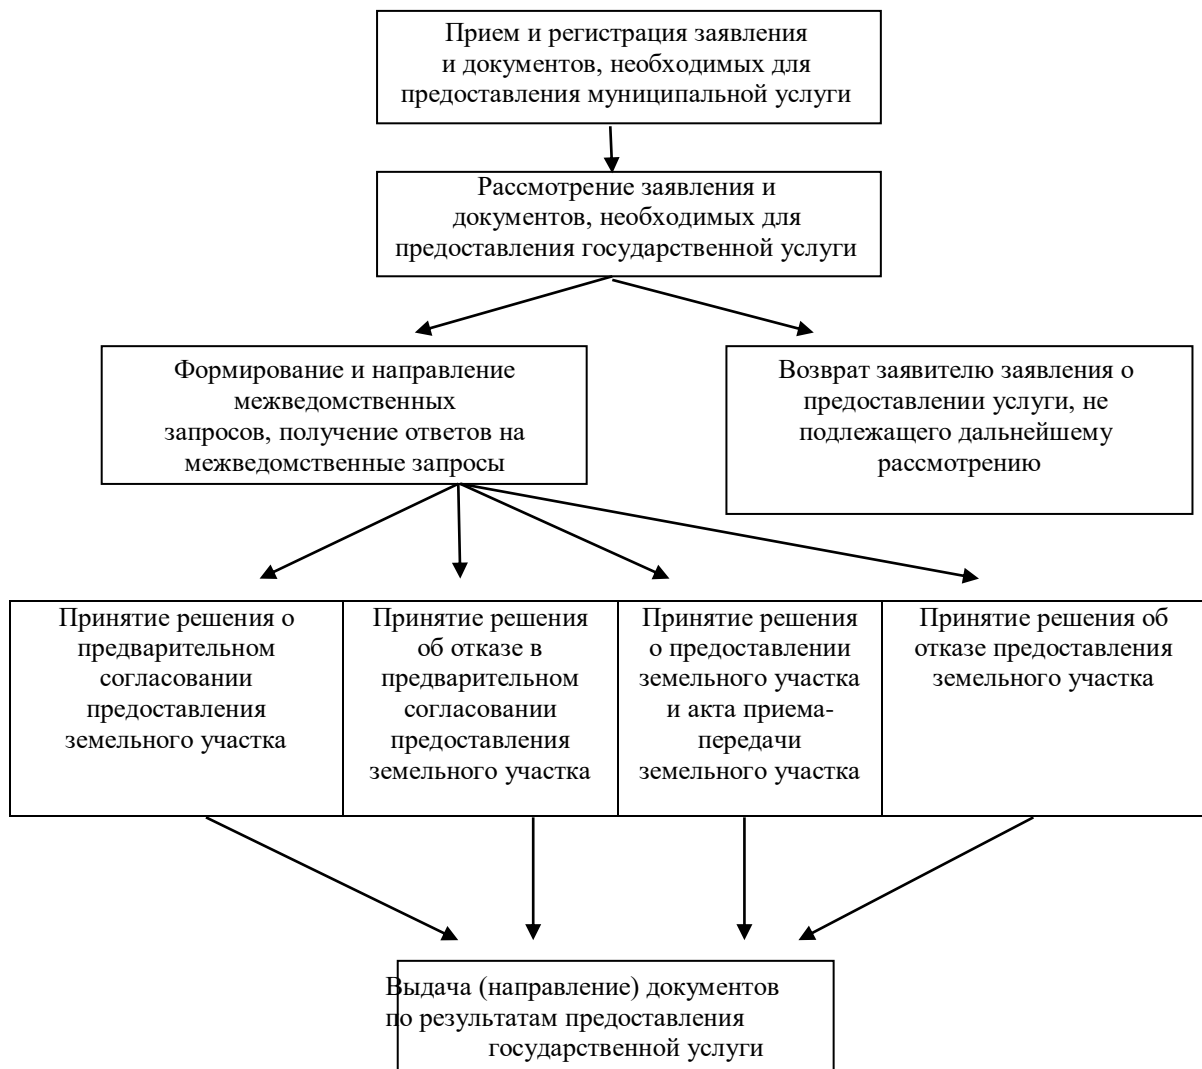 Прием и регистрация заявления
и документов, необходимых для
предоставления муниципальной услуги
Рассмотрение заявления и
документов, необходимых для
предоставления государственной услуги
Формирование и направление
межведомственных
запросов, получение ответов на
межведомственные запросы
Возврат заявителю заявления о
предоставлении услуги, не
подлежащего дальнейшему
рассмотрению
Принятие решения о
предварительном
согласовании
предоставления
земельного участка
Принятие решения
об отказе в
предварительном
согласовании
предоставления
земельного участка
Принятие решения
о предоставлении
земельного участка
и акта приема-
передачи
земельного участка
Принятие решения об
отказе предоставления
земельного участка
Выдача (направление) документов
по результатам предоставления
государственной услуги